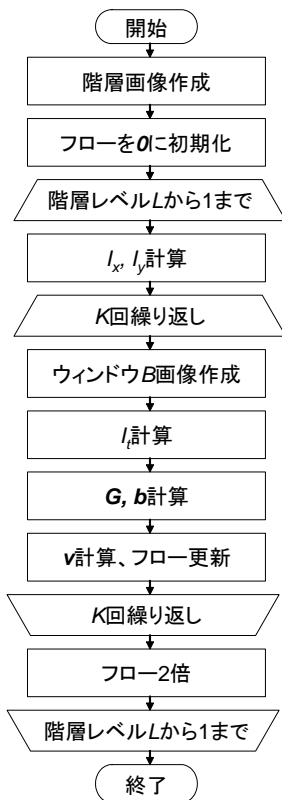 開始
階層画像作成
フローを0に初期化
階層レベルLから1まで
Ix, Iy計算
K回繰り返し
ウィンドウB画像作成
It計算
G, b計算
v計算、フロー更新
K回繰り返し
フロー2倍
階層レベルLから1まで
終了